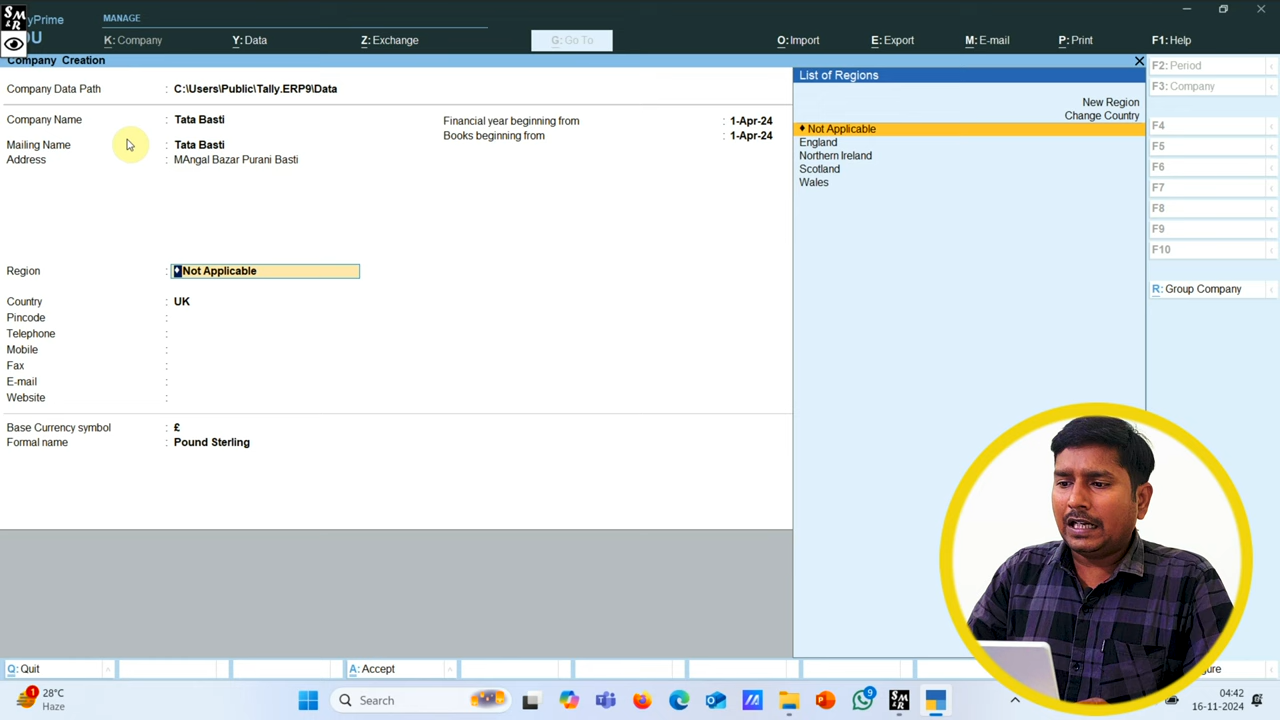 SM
&R
yPrime
MANAGE
K: Company
Y: Data
Z: Exchange
G: Go To
O: Import
E: Export
M: E-mail
P: Print
F1: Help
Company Creation
Company Data Path : C:\Users\Public\Tally.ERP9\Data
Company Name : Tata Basti
Financial year beginning from : 1-Apr-24
Books beginning from : 1-Apr-24
Mailing Name : Tata Basti
Address : MAngal Bazar Purani Basti
Region : ♦ Not Applicable
Country : UK
Pincode :
Telephone :
Mobile :
Fax :
E-mail :
Website :
Base Currency symbol : £
Formal name : Pound Sterling
List of Regions
New Region
Change Country
♦ Not Applicable
England
Northern Ireland
Scotland
Wales
F2: Period
F3: Company
F4
F5
F6
F7
F8
F9
F10
R: Group Company
Q: Quit
A: Accept
1
28°C
Haze
Search
9
04:42
16-11-2024